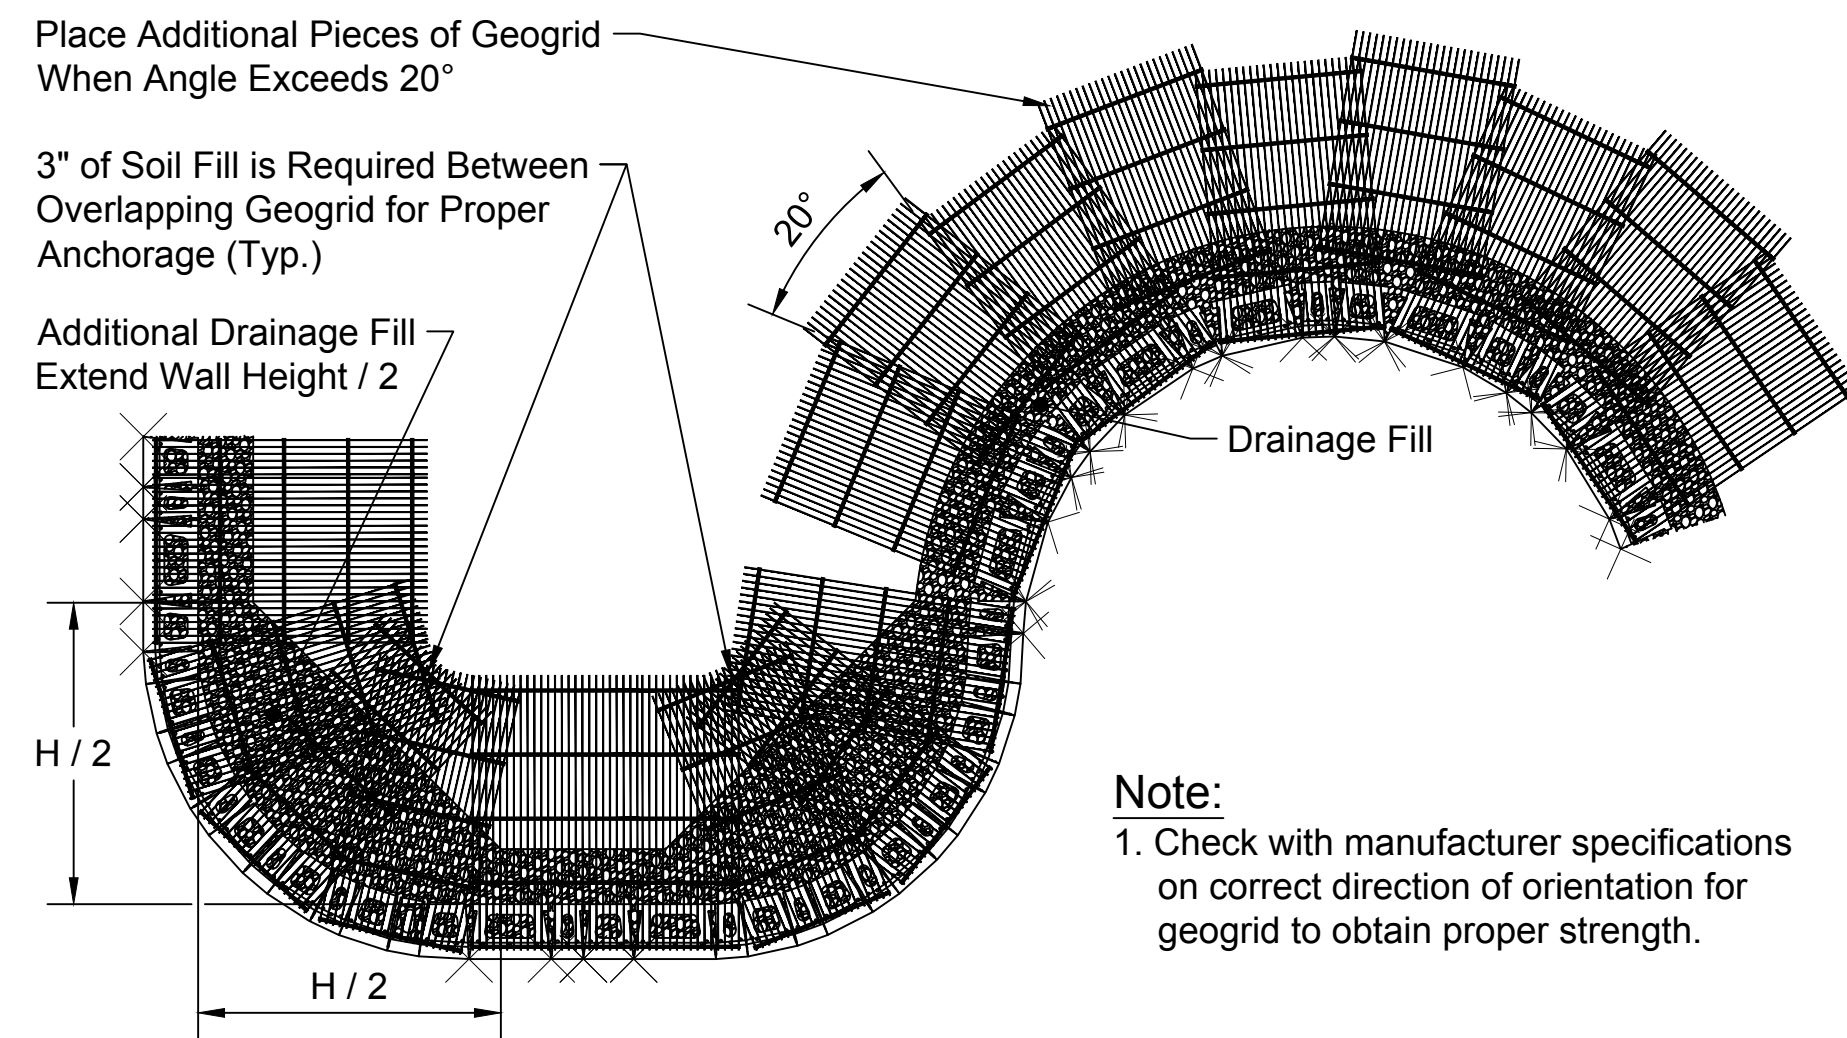 Place Additional Pieces of Geogrid
When Angle Exceeds 20°
3" of Soil Fill is Required Between
Overlapping Geogrid for Proper
Anchorage (Typ.)
Additional Drainage Fill
Extend Wall Height / 2
20°
Drainage Fill
H / 2
H / 2
Note:
1. Check with manufacturer specifications
on correct direction of orientation for
geogrid to obtain proper strength.